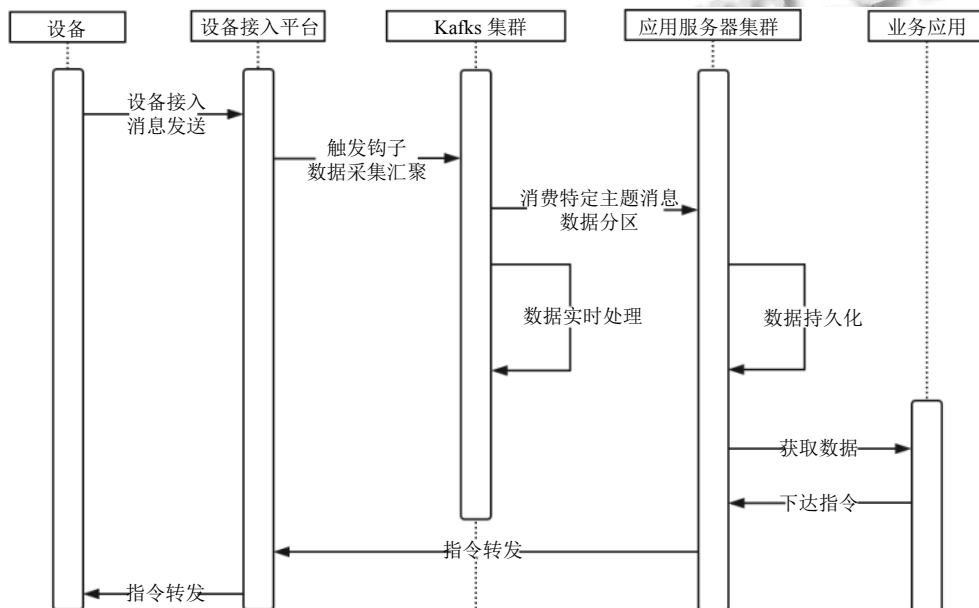 设备
设备接入平台
Kafks 集群
应用服务器集群
业务应用
设备接入
消息发送
触发钩子
数据采集汇聚
消费特定主题消息
数据分区
数据实时处理
数据持久化
获取数据
下达指令
指令转发
指令转发